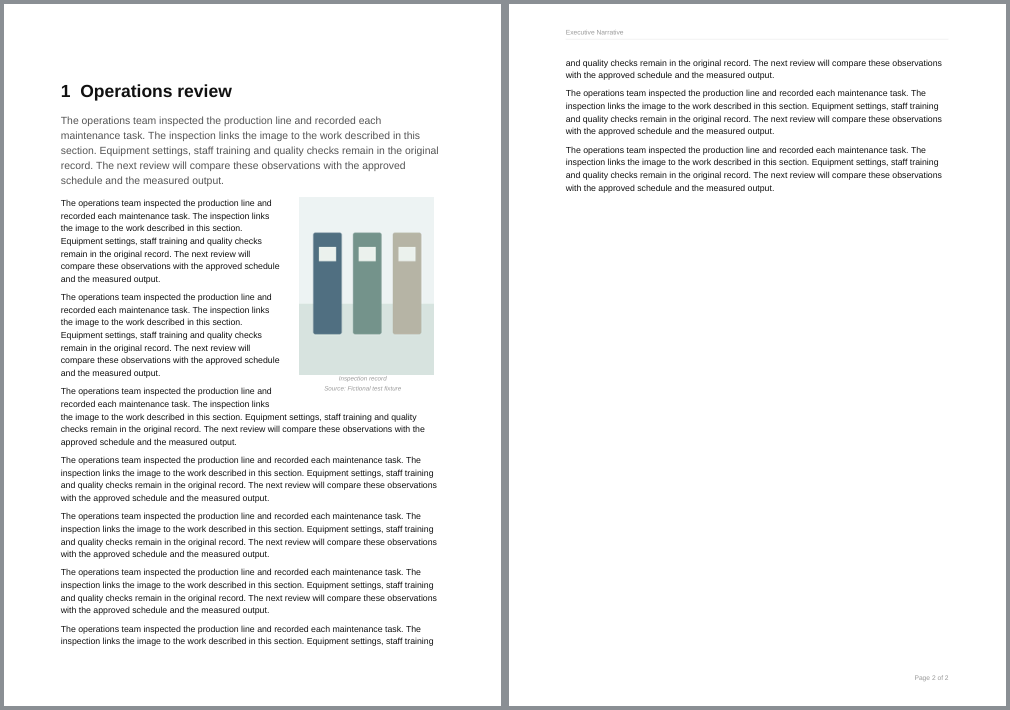 1 Operations review
The operations team inspected the production line and recorded each
maintenance task. The inspection links the image to the work described in this
section. Equipment settings, staff training and quality checks remain in the original
record. The next review will compare these observations with the approved
schedule and the measured output.
The operations team inspected the production line and
recorded each maintenance task. The inspection links
the image to the work described in this section.
Equipment settings, staff training and quality checks
remain in the original record. The next review will
compare these observations with the approved schedule
and the measured output.
The operations team inspected the production line and
recorded each maintenance task. The inspection links
the image to the work described in this section.
Equipment settings, staff training and quality checks
remain in the original record. The next review will
compare these observations with the approved schedule
and the measured output.
Inspection record
Source: Fictional test fixture
The operations team inspected the production line and
recorded each maintenance task. The inspection links
the image to the work described in this section. Equipment settings, staff training and quality
checks remain in the original record. The next review will compare these observations with the
approved schedule and the measured output.
The operations team inspected the production line and recorded each maintenance task. The
inspection links the image to the work described in this section. Equipment settings, staff training
and quality checks remain in the original record. The next review will compare these observations
with the approved schedule and the measured output.
The operations team inspected the production line and recorded each maintenance task. The
inspection links the image to the work described in this section. Equipment settings, staff training
and quality checks remain in the original record. The next review will compare these observations
with the approved schedule and the measured output.
The operations team inspected the production line and recorded each maintenance task. The
inspection links the image to the work described in this section. Equipment settings, staff training
and quality checks remain in the original record. The next review will compare these observations
with the approved schedule and the measured output.
The operations team inspected the production line and recorded each maintenance task. The
inspection links the image to the work described in this section. Equipment settings, staff training
Executive Narrative
and quality checks remain in the original record. The next review will compare these observations
with the approved schedule and the measured output.
The operations team inspected the production line and recorded each maintenance task. The
inspection links the image to the work described in this section. Equipment settings, staff training
and quality checks remain in the original record. The next review will compare these observations
with the approved schedule and the measured output.
The operations team inspected the production line and recorded each maintenance task. The
inspection links the image to the work described in this section. Equipment settings, staff training
and quality checks remain in the original record. The next review will compare these observations
with the approved schedule and the measured output.
Page 2 of 2